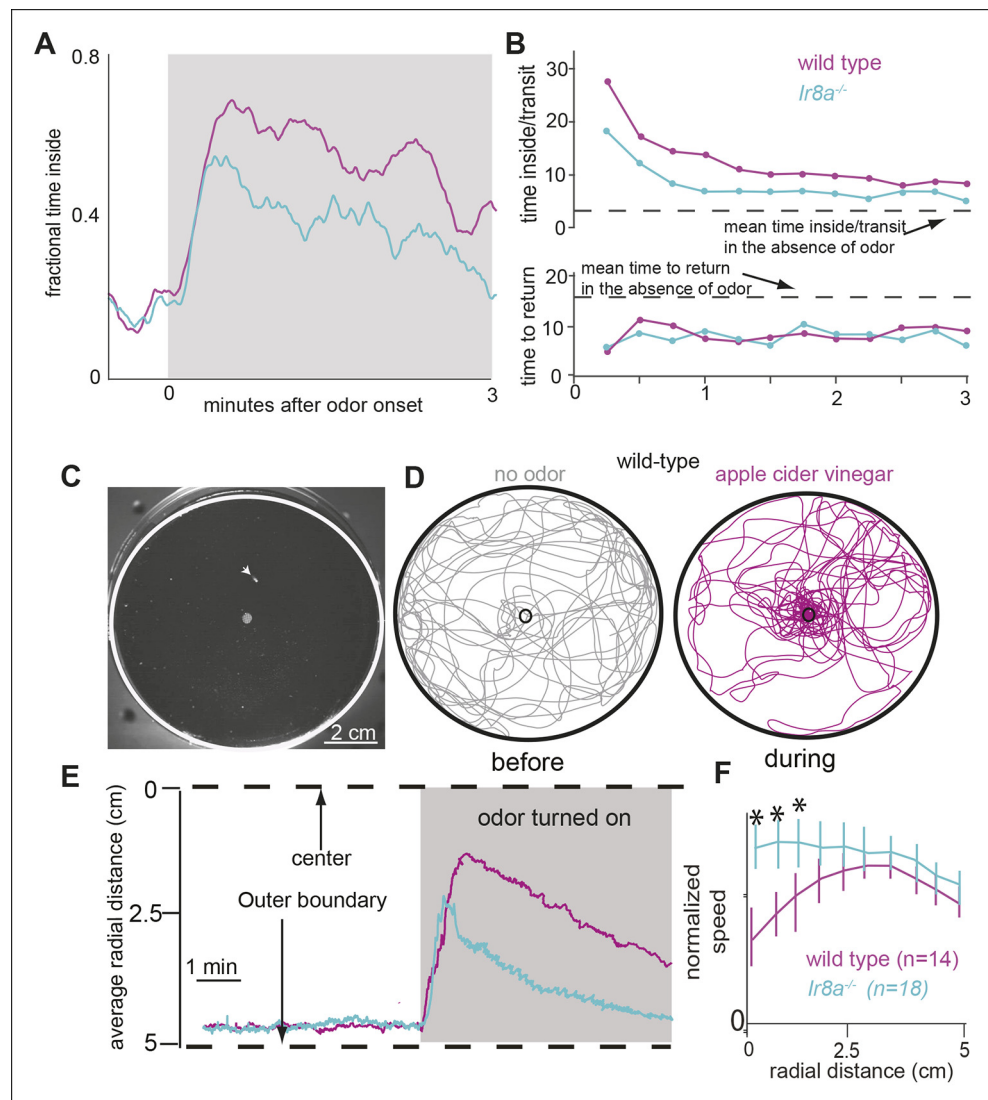 A
0.8
0.4
0
fractional time inside
0
3
minutes after odor onset
B
wild type
Ir8a-/-
30
20
10
0
time inside/transit
mean time inside/transit
in the absence of odor
20
10
0
time to return
mean time to return
in the absence of odor
0
1
2
3
C
2 cm
D
wild-type
no odor
apple cider vinegar
O
O
before
during
E
0
2.5
5
average radial distance (cm)
center
Outer boundary
1 min
odor turned on
F
* * *
normalized
speed
0
wild type (n=14)
Ir8a-/- (n=18)
0
2.5
5
radial distance (cm)